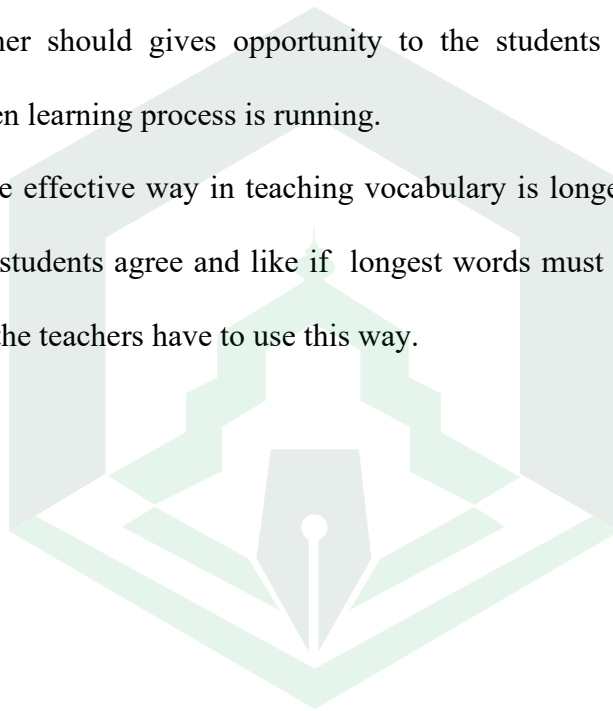 her should gives opportunity to the students
en learning process is running.
e effective way in teaching vocabulary is longe
students agree and like if longest words must
the teachers have to use this way.